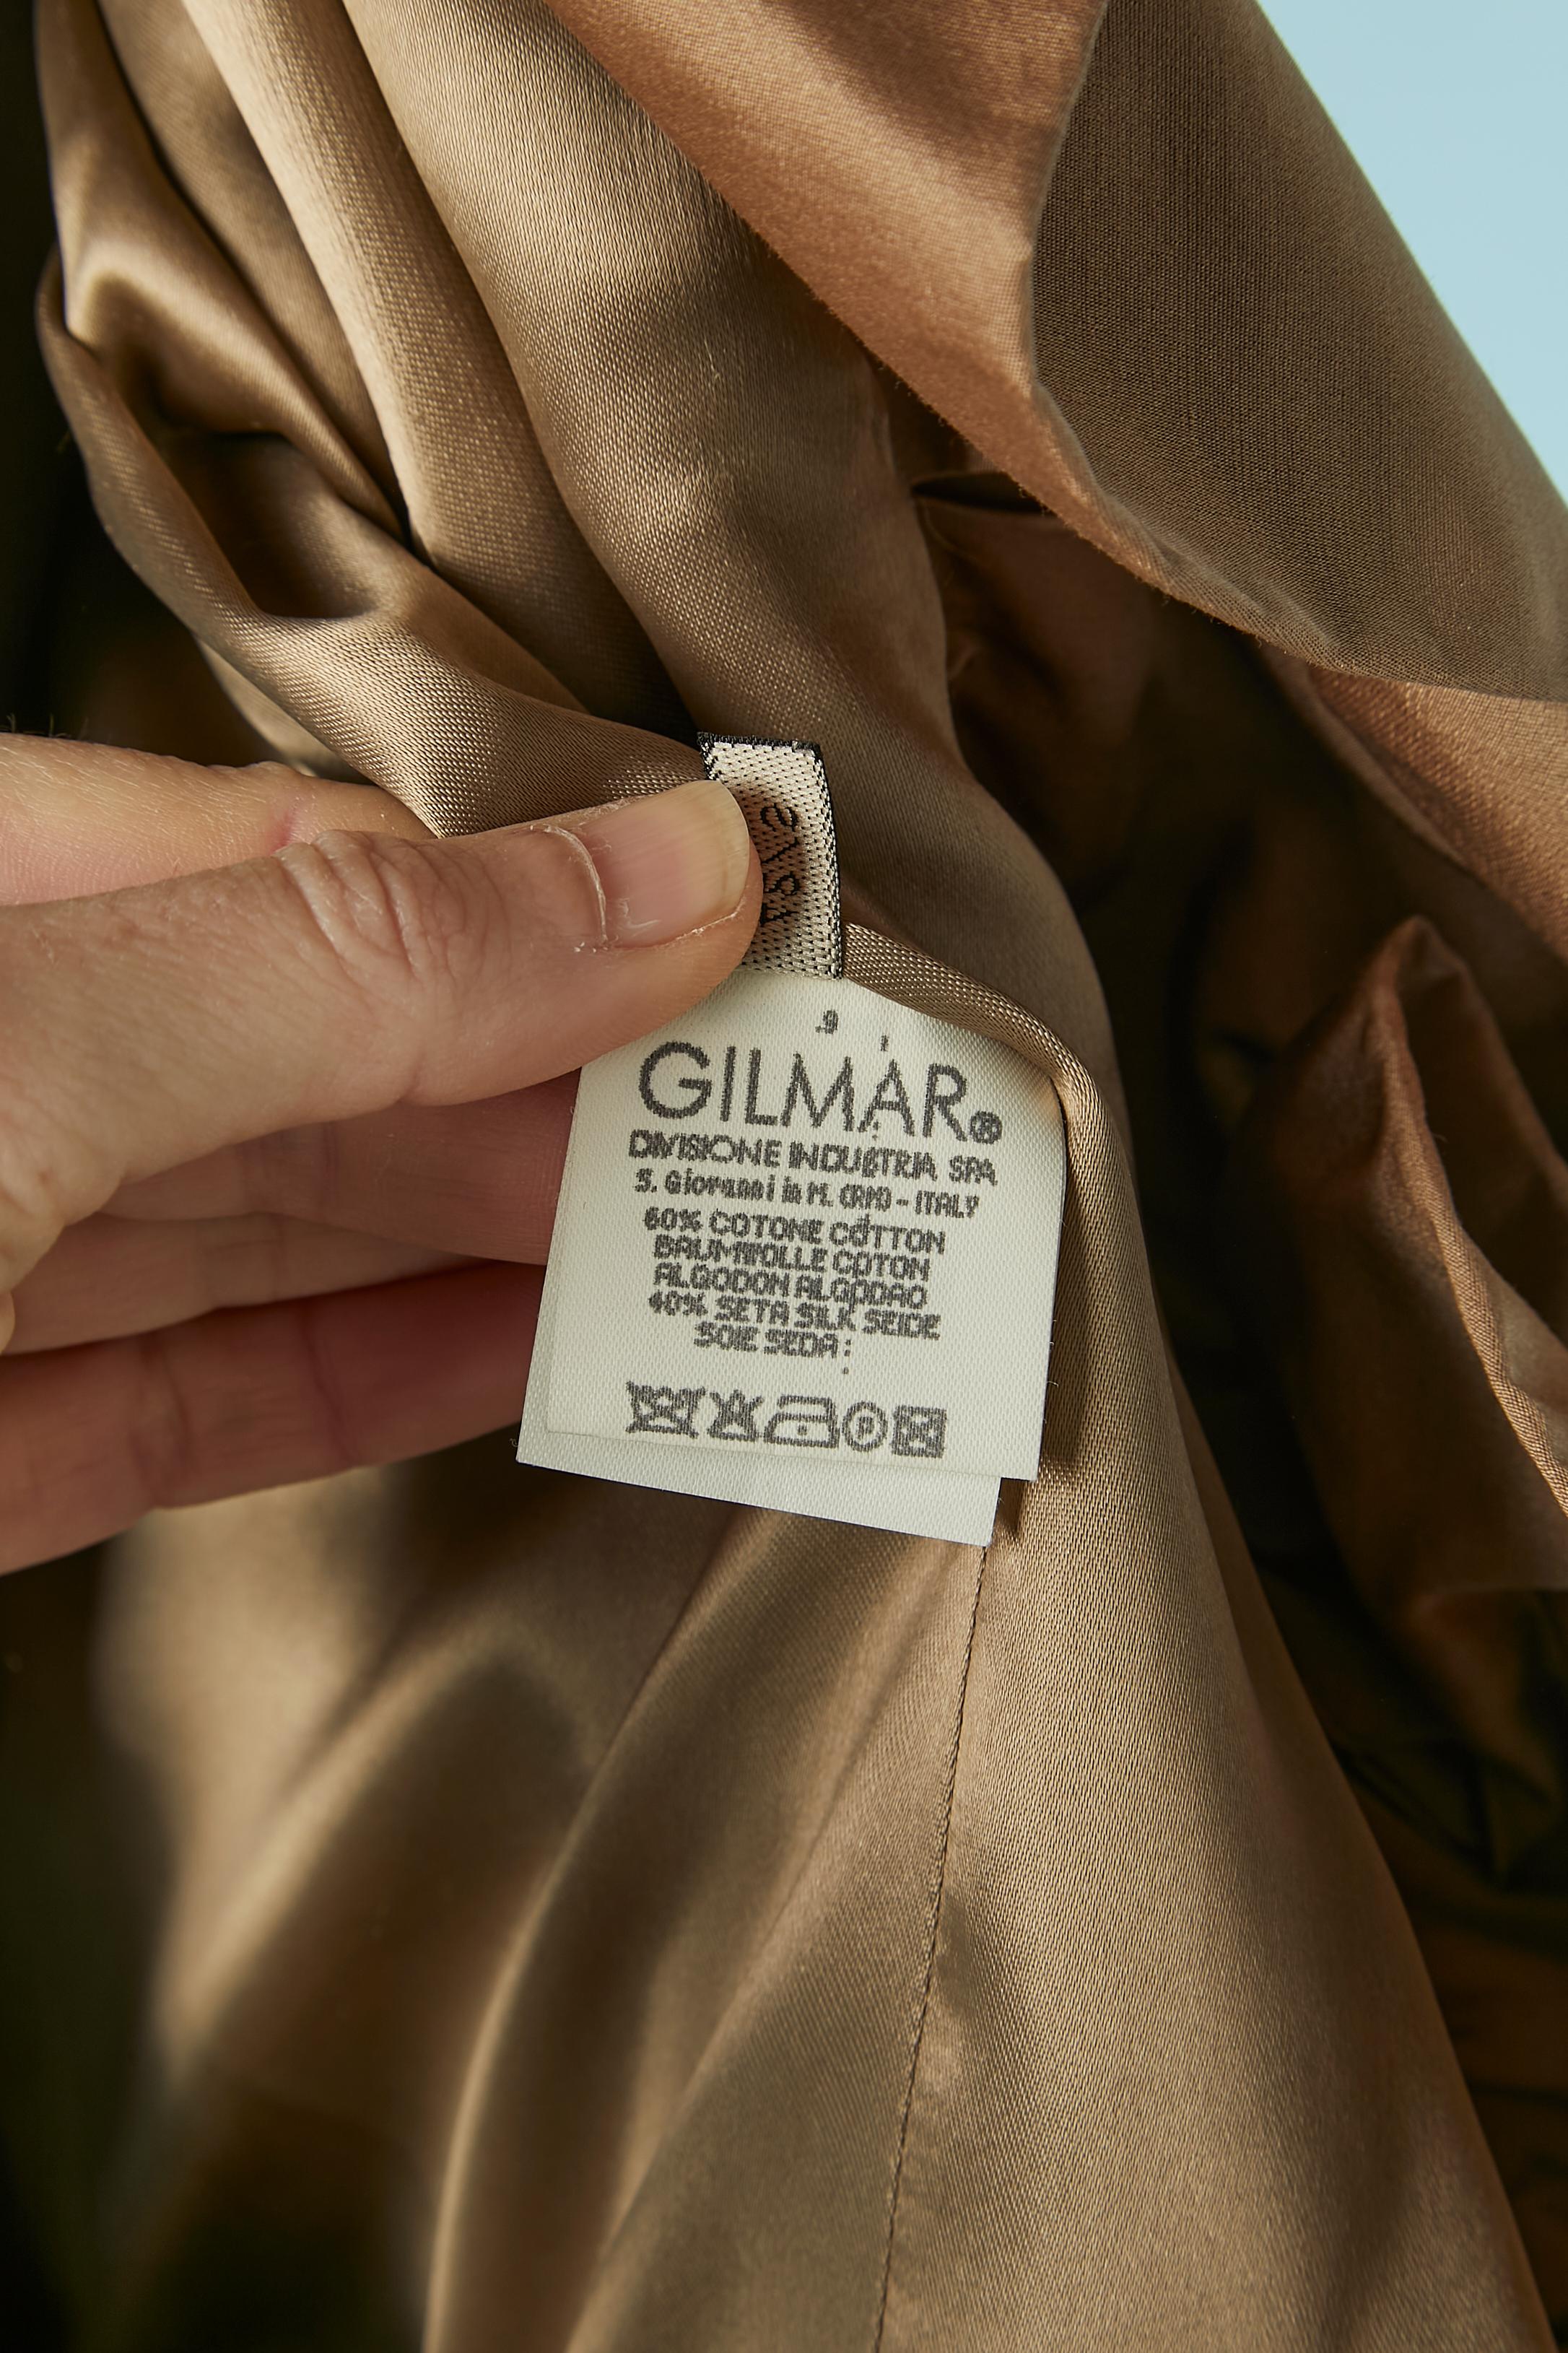 GILMAR®
DIVISIONE INDUSTRIA SPA
S. Giovanni in M. (RN) - ITALY
60% COTONE COTTON
BAUMWOLLE COTON
ALGODON ALGODAO
40% SETA SILK SEIDE
SOIE SEDA
P